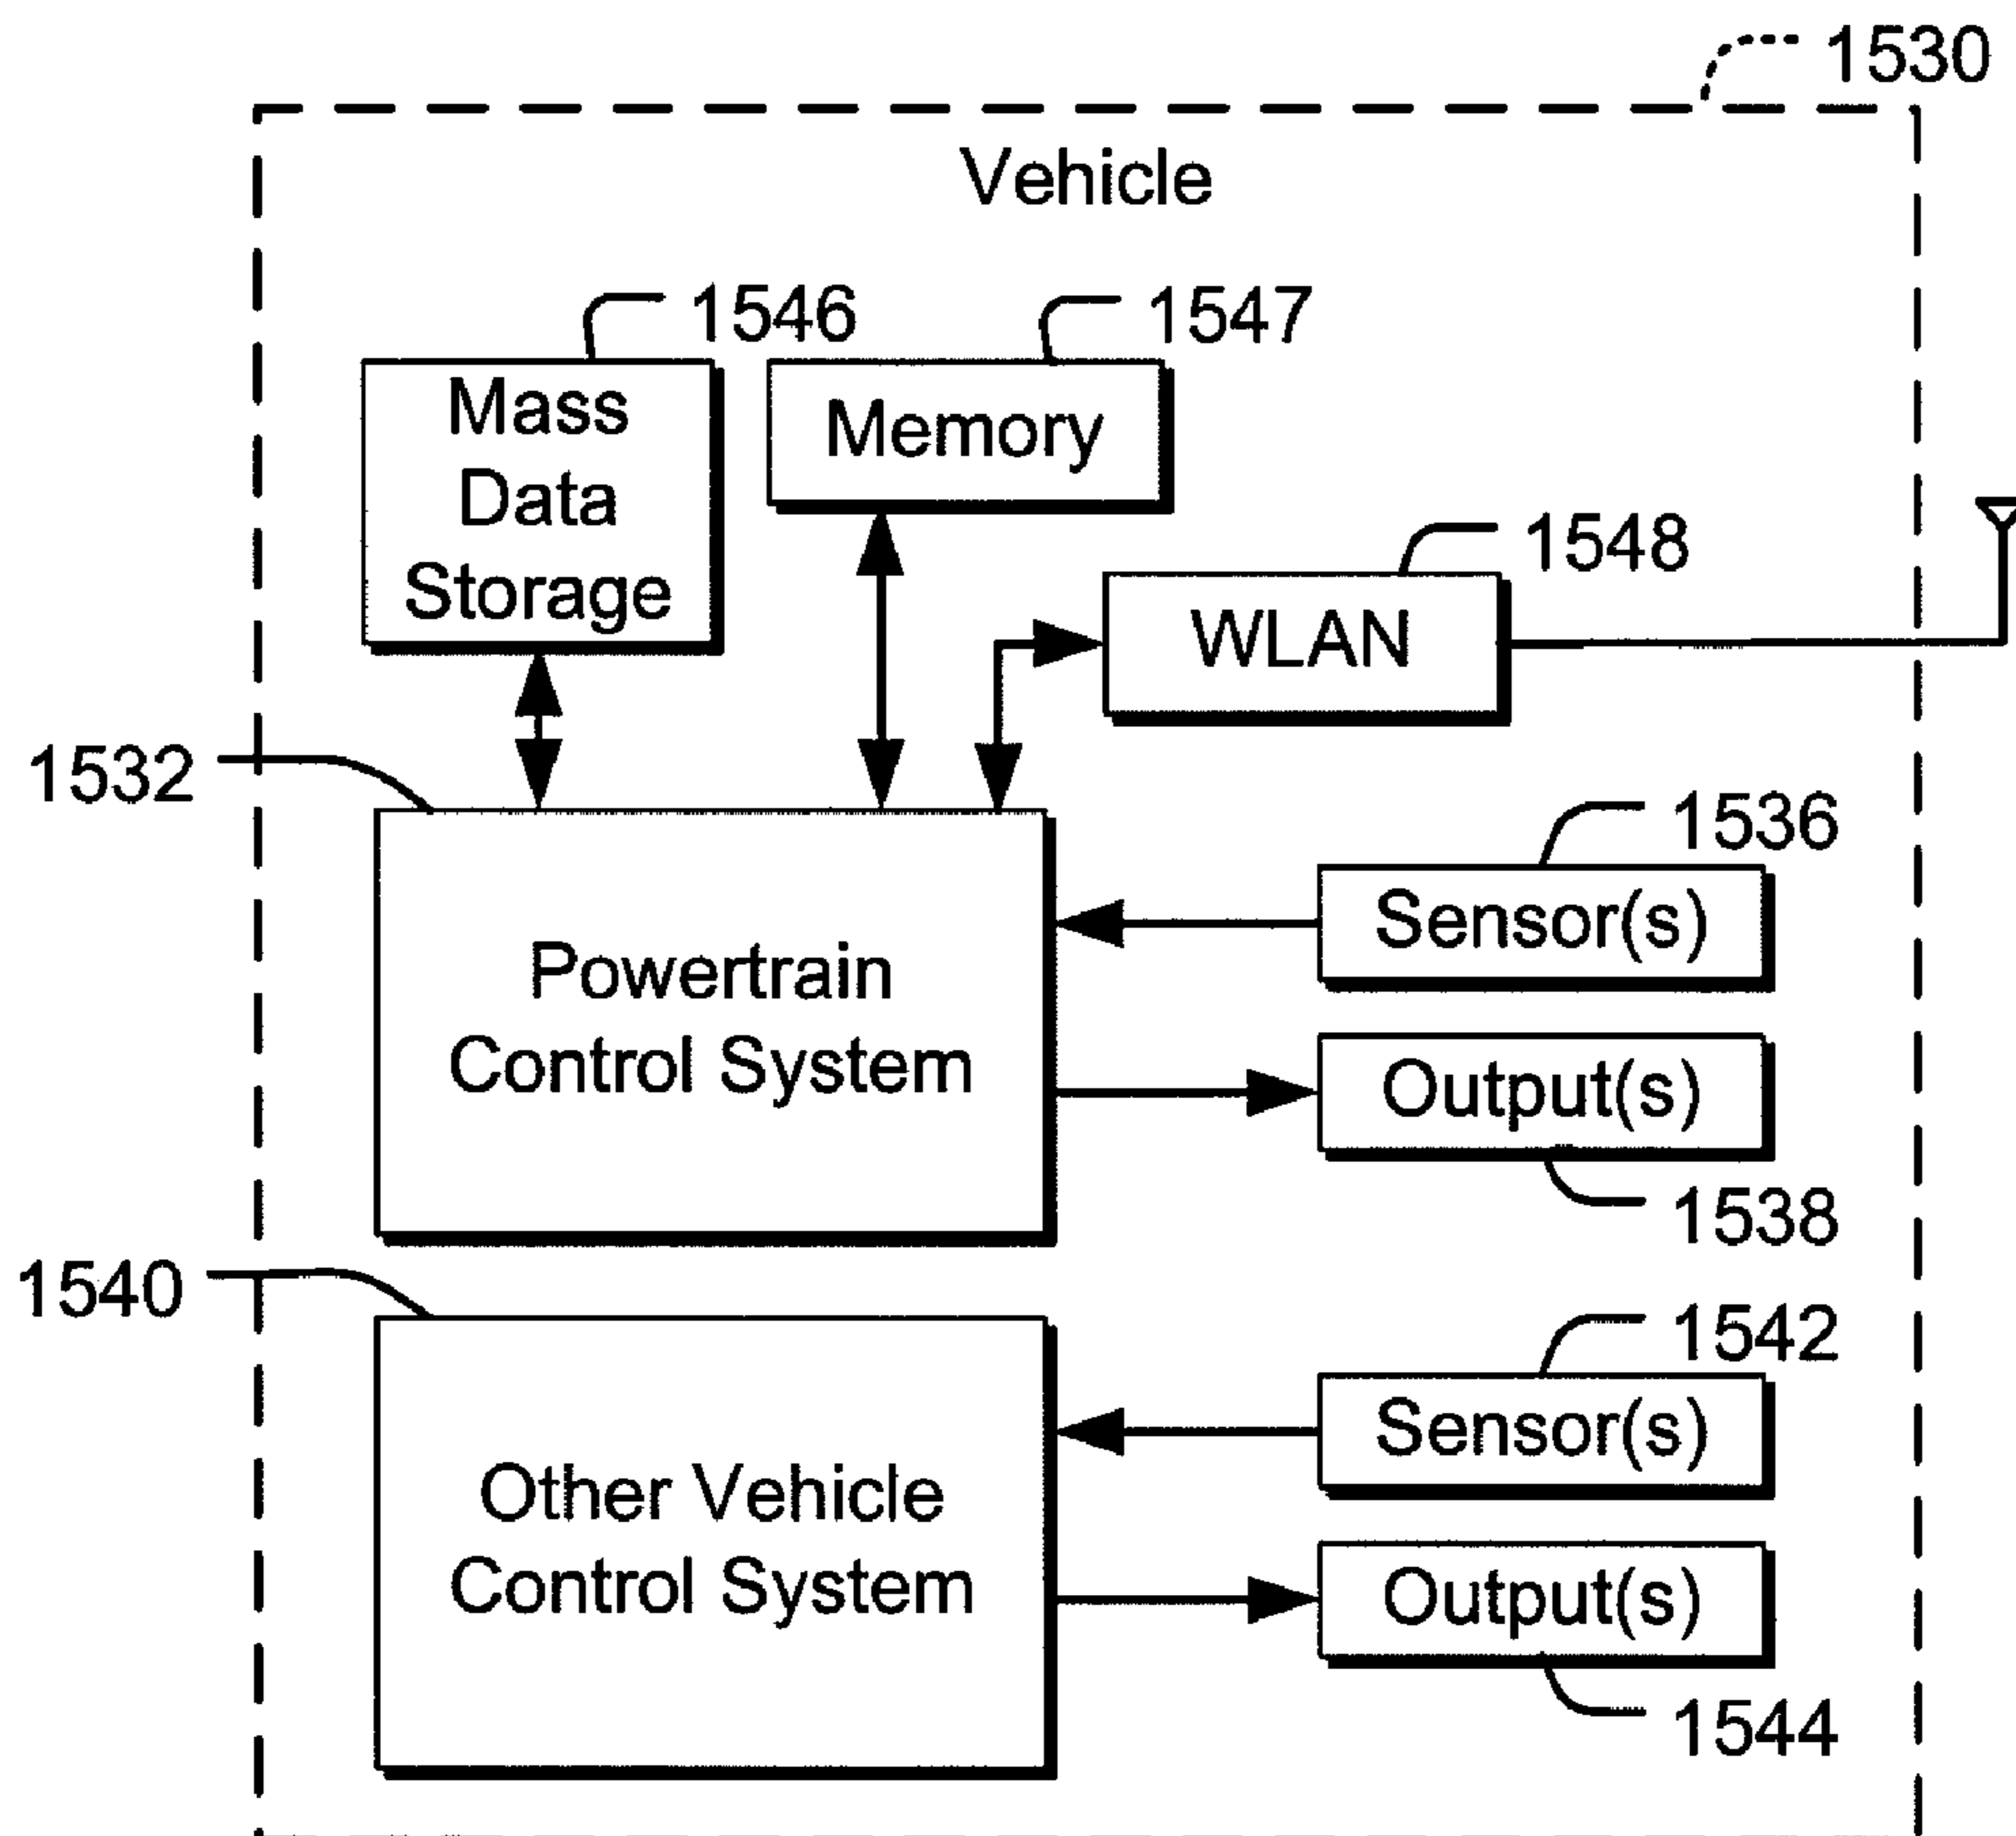 1530
Vehicle
1546
1547
Mass
Data
Storage
Memory
1548
WLAN
1532
1536
Sensor(s)
Powertrain
Control System
Output(s)
1538
1540
1542
Sensor(s)
Other Vehicle
Control System
Output(s)
1544